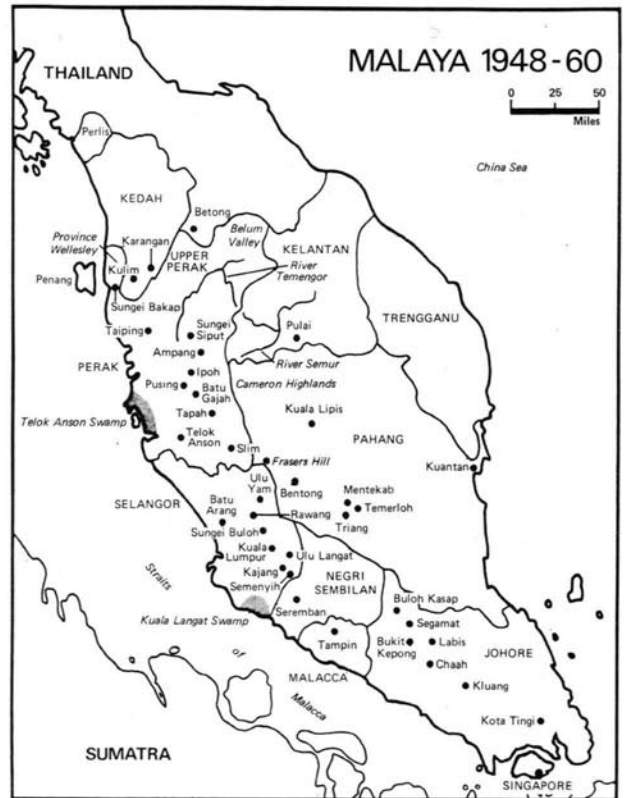 MALAYA 1948-60
0 25 50
Miles
THAILAND
China Sea
Perlis
KEDAH
Betong
Belum
Valley
Province
Wellesley
Karangan
UPPER
PERAK
KELANTAN
River
Temengor
Penang
Kulim
Sungei Bakap
TRENGGANU
Taiping
Sungei
Siput
Pulai
Ampang
River Semur
PERAK
Ipoh
Cameron Highlands
Pusing
Batu
Gajah
Kuala Lipis
Tapah
Telok Anson Swamp
Telok
Anson
PAHANG
Slim
Frasers Hill
Kuantan
Ulu
Yam
Bentong
Mentekab
SELANGOR
Batu
Arang
Rawang
Temerloh
Triang
Sungei Buloh
Kuala
Lumpur
Ulu Langat
Kajang
Semenyih
NEGRI
SEMBILAN
Straits
Buloh Kasap
Seremban
Segamat
Kuala Langat Swamp
Tampin
Bukit
Kepong
Labis
JOHORE
of
Chaah
MALACCA
Kluang
Malacca
Kota Tingi
SUMATRA
SINGAPORE